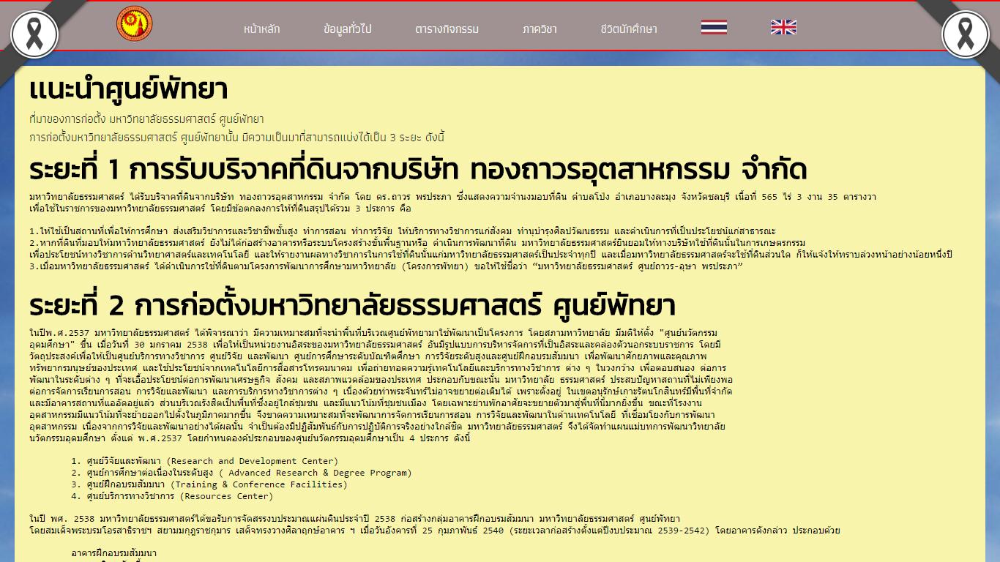 หน้าหลัก ข้อมูลทั่วไป ตารางกิจกรรม ภาควิชา ชีวิตนักศึกษา
แนะนำศูนย์พัทยา
ที่มาของการก่อตั้ง มหาวิทยาลัยธรรมศาสตร์ ศูนย์พัทยา
การก่อตั้งมหาวิทยาลัยธรรมศาสตร์ ศูนย์พัทยานั้น มีความเป็นมาที่สามารถแบ่งได้เป็น 3 ระยะ ดังนี้
ระยะที่ 1 การรับบริจาคที่ดินจากบริษัท ทองถาวรอุตสาหกรรม จำกัด
มหาวิทยาลัยธรรมศาสตร์ ได้รับบริจาคที่ดินจากบริษัท ทองถาวรอุตสาหกรรม จำกัด โดย ดร.ถาวร พรประภา ซึ่งแสดงความจำนงมอบที่ดิน ตำบลโป่ง อำเภอบางละมุง จังหวัดชลบุรี เนื้อที่ 565 ไร่ 3 งาน 35 ตารางวา
เพื่อใช้ในราชการของมหาวิทยาลัยธรรมศาสตร์ โดยมีข้อตกลงการให้ที่ดินสรุปได้รวม 3 ประการ คือ
1.ให้ใช้เป็นสถานที่เพื่อให้การศึกษา ส่งเสริมวิชาการและวิชาชีพชั้นสูง ทำการสอน ทำการวิจัย ให้บริการทางวิชาการแก่สังคม ทำนุบำรุงศิลปวัฒนธรรม และดำเนินการที่เป็นประโยชน์แก่สาธารณะ
2.หากที่ดินที่มอบให้มหาวิทยาลัยธรรมศาสตร์ ยังไม่ได้ก่อสร้างอาคารหรือระบบโครงสร้างขั้นพื้นฐานหรือ ดำเนินการพัฒนาที่ดิน มหาวิทยาลัยธรรมศาสตร์ยินยอมให้ทางบริษัทใช้ที่ดินนั้นในการเกษตรกรรม
เพื่อประโยชน์ทางวิชาการด้านวิทยาศาสตร์และเทคโนโลยี และให้รายงานผลทางวิชาการในการใช้ที่ดินนั้นแก่มหาวิทยาลัยธรรมศาสตร์เป็นประจำทุกปี และเมื่อมหาวิทยาลัยธรรมศาสตร์จะใช้ที่ดินส่วนใด ก็ให้แจ้งให้ทราบล่วงหน้าอย่างน้อยหนึ่งปี
3.เมื่อมหาวิทยาลัยธรรมศาสตร์ ได้ดำเนินการใช้ที่ดินตามโครงการพัฒนาการศึกษามหาวิทยาลัย (โครงการพัทยา) ขอให้ใช้ชื่อว่า “มหาวิทยาลัยธรรมศาสตร์ ศูนย์ถาวร-อุษา พรประภา”
ระยะที่ 2 การก่อตั้งมหาวิทยาลัยธรรมศาสตร์ ศูนย์พัทยา
ในปีพ.ศ.2537 มหาวิทยาลัยธรรมศาสตร์ ได้พิจารณาว่า มีความเหมาะสมที่จะนำพื้นที่บริเวณศูนย์พัทยามาใช้พัฒนาเป็นโครงการ โดยสภามหาวิทยาลัย มีมติให้ตั้ง "ศูนย์นวัตกรรม
อุดมศึกษา" ขึ้น เมื่อวันที่ 30 มกราคม 2538 เพื่อให้เป็นหน่วยงานอิสระของมหาวิทยาลัยธรรมศาสตร์ อันมีรูปแบบการบริหารจัดการที่เป็นอิสระและคล่องตัวนอกระบบราชการ โดยมี
วัตถุประสงค์เพื่อให้เป็นศูนย์บริการทางวิชาการ ศูนย์วิจัย และพัฒนา ศูนย์การศึกษาระดับบัณฑิตศึกษา การวิจัยระดับสูงและศูนย์ฝึกอบรมสัมมนา เพื่อพัฒนาศักยภาพและคุณภาพ
ทรัพยากรมนุษย์ของประเทศ และใช้ประโยชน์จากเทคโนโลยีการสื่อสารโทรคมนาคม เพื่อถ่ายทอดความรู้เทคโนโลยีและบริการทางวิชาการ ต่าง ๆ ในวงกว้าง เพื่อตอบสนอง ต่อการ
พัฒนาในระดับต่าง ๆ ที่จะเอื้อประโยชน์ต่อการพัฒนาเศรษฐกิจ สังคม และสภาพแวดล้อมของประเทศ ประกอบกับขณะนั้น มหาวิทยาลัย ธรรมศาสตร์ ประสบปัญหาสถานที่ไม่เพียงพอ
ต่อการจัดการเรียนการสอน การวิจัยและพัฒนา และการบริการทางวิชาการต่าง ๆ เนื่องด้วยท่าพระจันทร์ไม่อาจขยายต่อเติมได้ เพราะตั้งอยู่ ในเขตอนุรักษ์เกาะรัตนโกสินทร์มีพื้นที่จำกัด
และมีอาคารสถานที่แออัดอยู่แล้ว ส่วนบริเวณรังสิตเป็นพื้นที่ซึ่งอยู่ใกล้ชุมชน และมีแนวโน้มที่ชุมชนเมือง โดยเฉพาะย่านพักอาศัยจะขยายตัวมาสู่พื้นที่นี้มากยิ่งขึ้น ขณะที่โรงงาน
อุตสาหกรรมมีแนวโน้มที่จะย้ายออกไปตั้งในภูมิภาคมากขึ้น จึงขาดความเหมาะสมที่จะพัฒนาการจัดการเรียนการสอน การวิจัยและพัฒนาในด้านเทคโนโลยี ที่เชื่อมโยงกับการพัฒนา
อุตสาหกรรม เนื่องจากการวิจัยและพัฒนาอย่างได้ผลนั้น จำเป็นต้องมีปฏิสัมพันธ์กับการปฏิบัติการจริงอย่างใกล้ชิด มหาวิทยาลัยธรรมศาสตร์ จึงได้จัดทำแผนแม่บทการพัฒนาวิทยาลัย
นวัตกรรมอุดมศึกษา ตั้งแต่ พ.ศ.2537 โดยกำหนดองค์ประกอบของศูนย์นวัตกรรมอุดมศึกษาเป็น 4 ประการ ดังนี้
1. ศูนย์วิจัยและพัฒนา (Research and Development Center)
2. ศูนย์การศึกษาต่อเนื่องในระดับสูง ( Advanced Research & Degree Program)
3. ศูนย์ฝึกอบรมสัมมนา (Training & Conference Facilities)
4. ศูนย์บริการทางวิชาการ (Resources Center)
ในปี พศ. 2538 มหาวิทยาลัยธรรมศาสตร์ได้ขอรับการจัดสรรงบประมาณแผ่นดินประจำปี 2538 ก่อสร้างกลุ่มอาคารฝึกอบรมสัมมนา มหาวิทยาลัยธรรมศาสตร์ ศูนย์พัทยา
โดยสมเด็จพระบรมโอรสาธิราชฯ สยามมกุฎราชกุมาร เสด็จทรงวางศิลาฤกษ์อาคาร ฯ เมื่อวันอังคารที่ 25 กุมภาพันธ์ 2540 (ระยะเวลาก่อสร้างตั้งแต่ปีงบประมาณ 2539-2542) โดยอาคารดังกล่าว ประกอบด้วย
อาคารฝึกอบรมสัมมนา